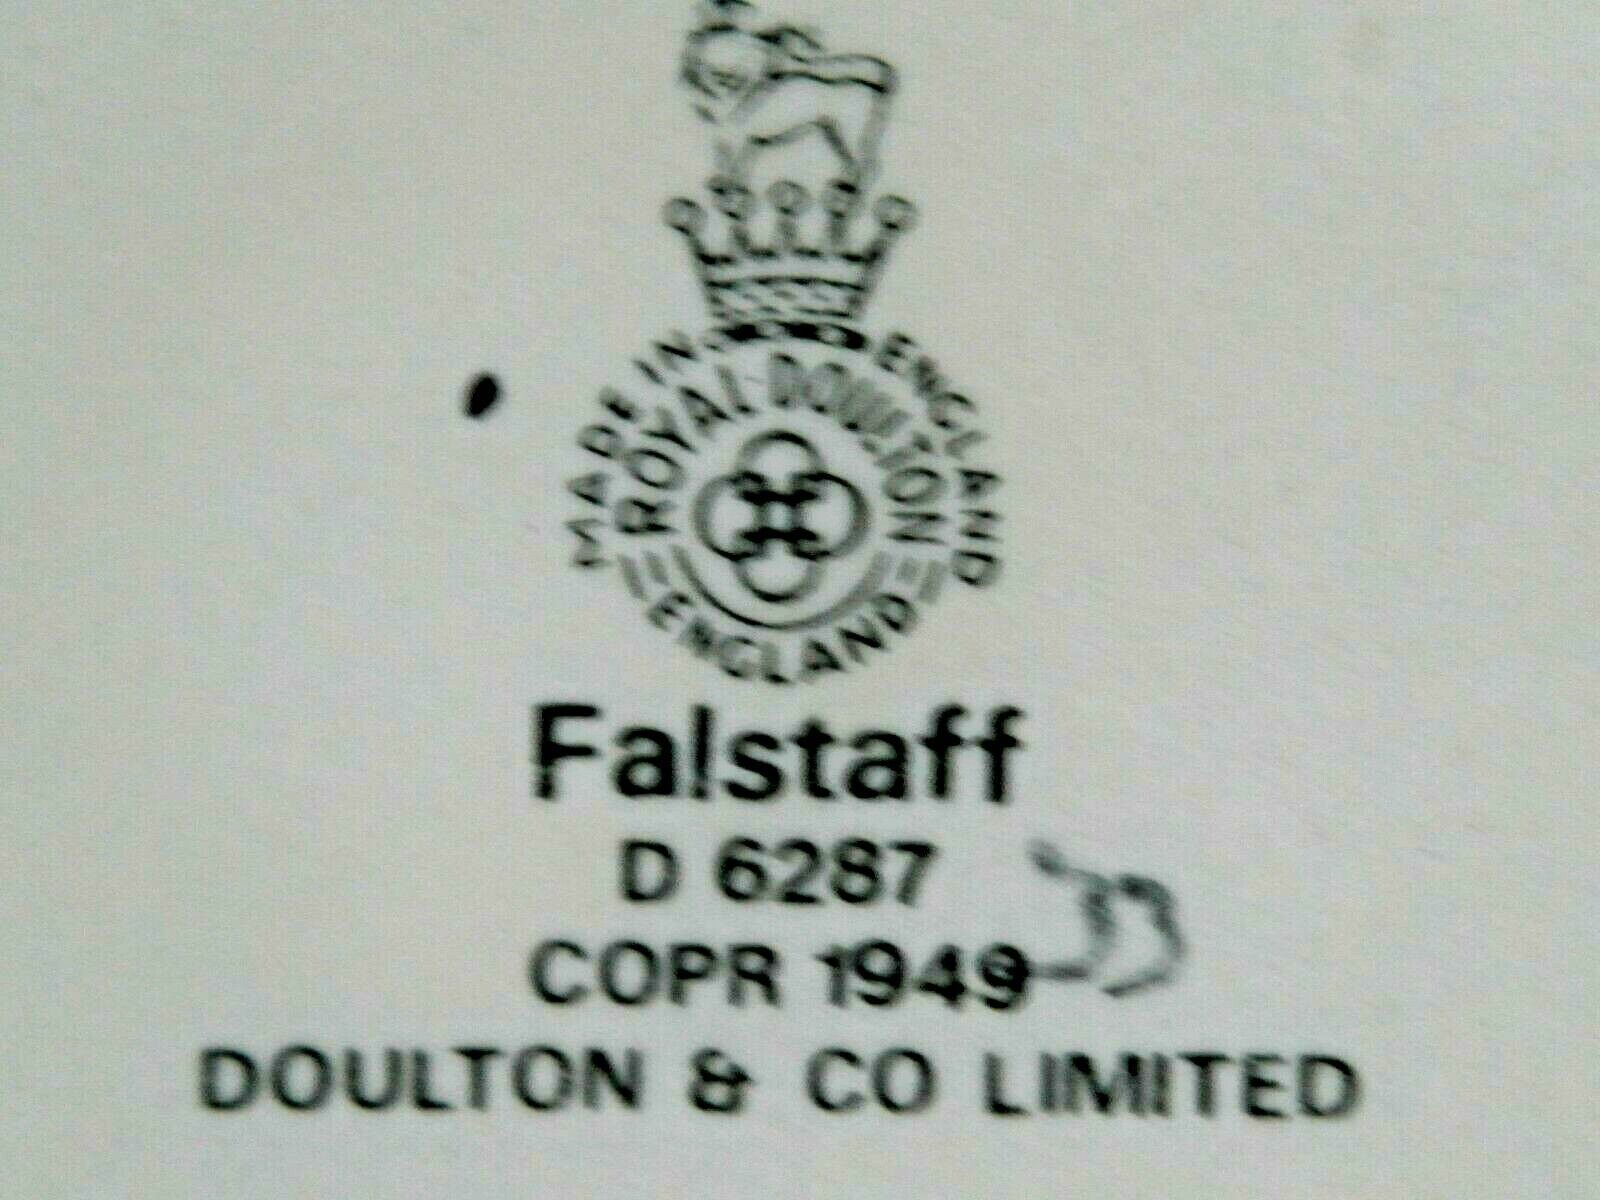 MADE IN ENGLAND
ROYAL DOULTON
ENGLAND
Falstaff
D 6287
COPR 1949
DOULTON & CO LIMITED